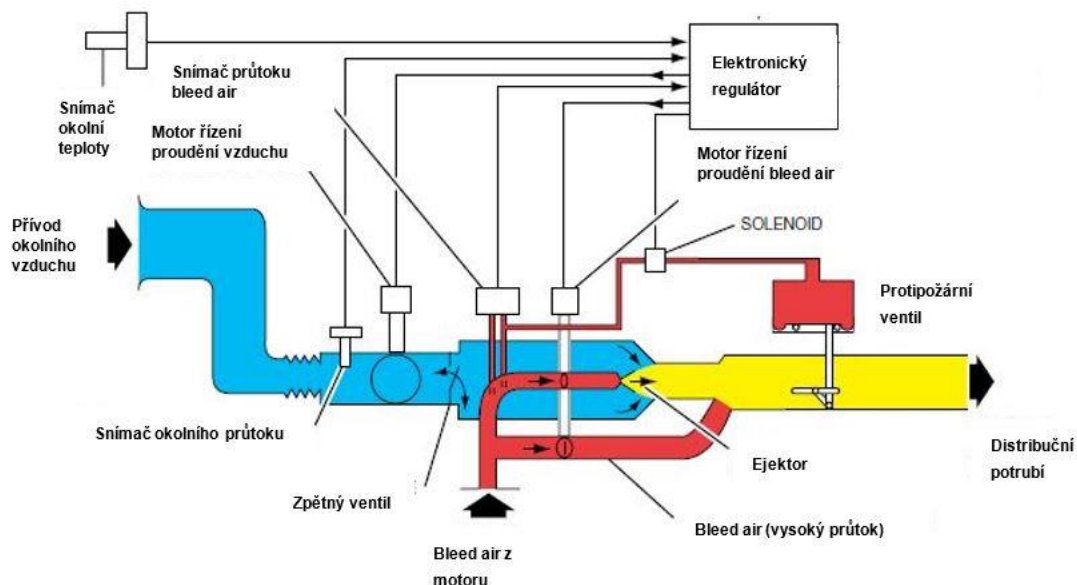 Snímač
okolní
teploty
Snímač průtoku
bleed air
Motor řízení
proudění vzduchu
Elektronický
regulátor
Motor řízení
proudění bleed air
Přívod
okolního
vzduchu
SOLENOID
Protipožární
ventil
Snímač okolního průtoku
Zpětný ventil
Bleed air z
motoru
Ejektor
Bleed air (vysoký průtok)
Distribuční
potrubí